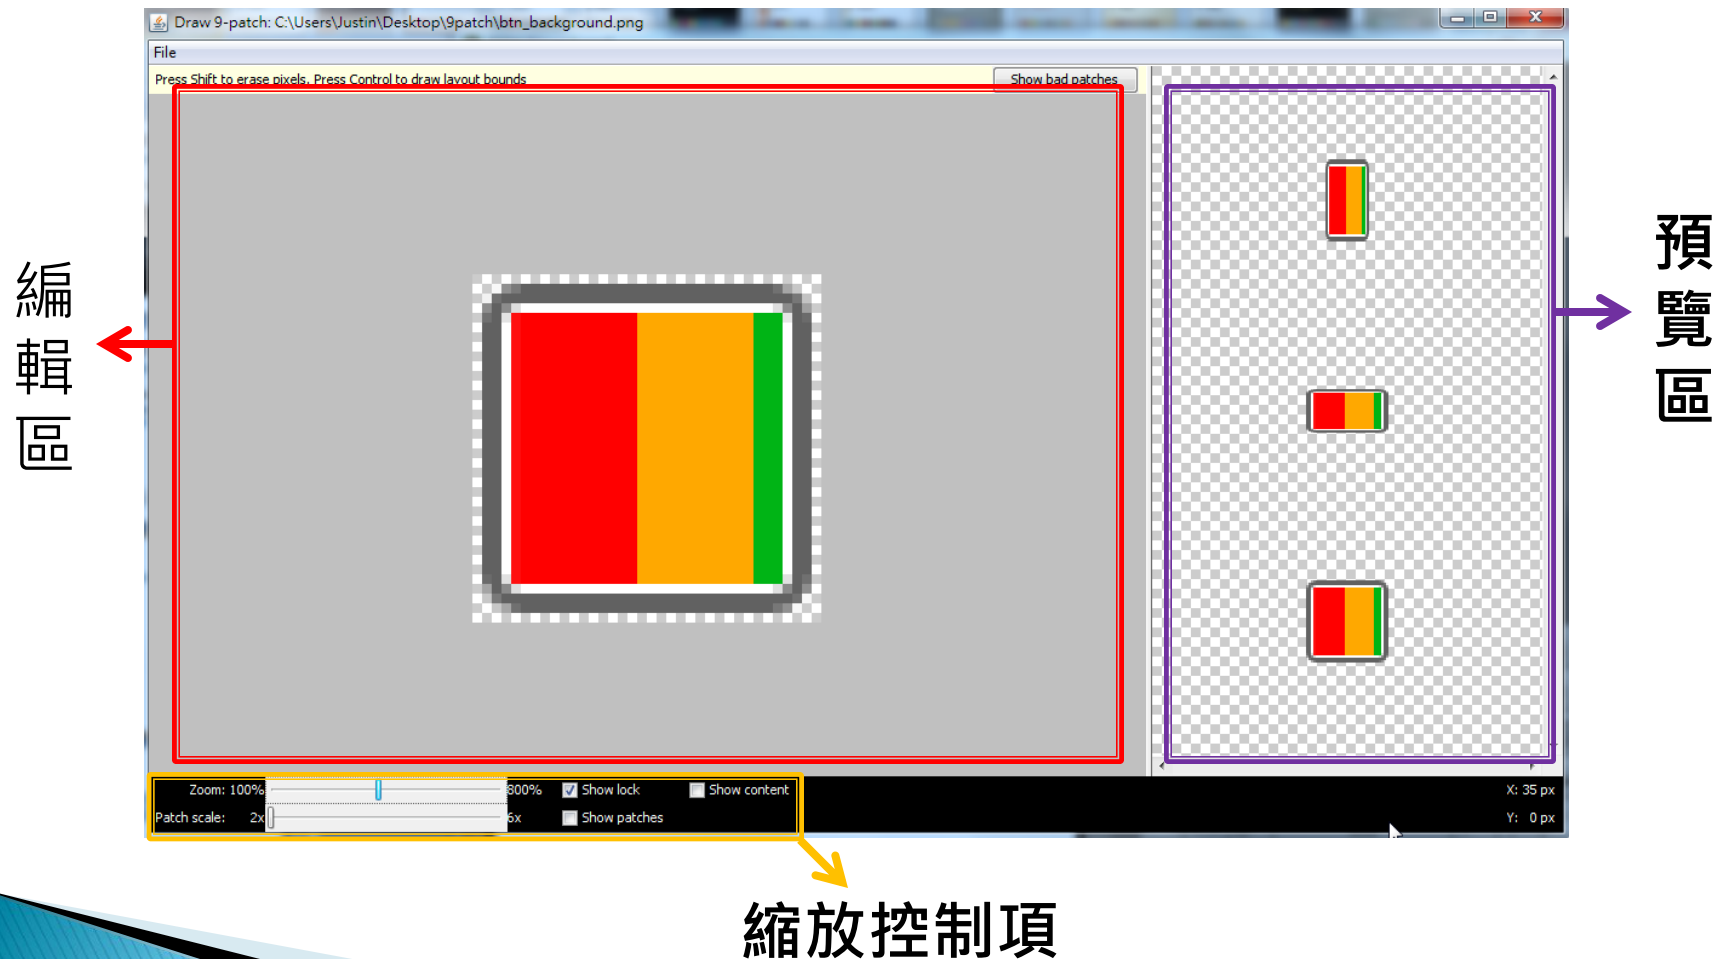 Draw 9-patch: C:\Users\Justin\Desktop\9patch\btn_background.png
File
Press Shift to erase pixels. Press Control to draw layout bounds
Show bad patches
編輯區
預覽區
Zoom: 100%
800%
Show lock
Show content
X: 35 px
Patch scale: 2x
6x
Show patches
Y: 0 px
縮放控制項